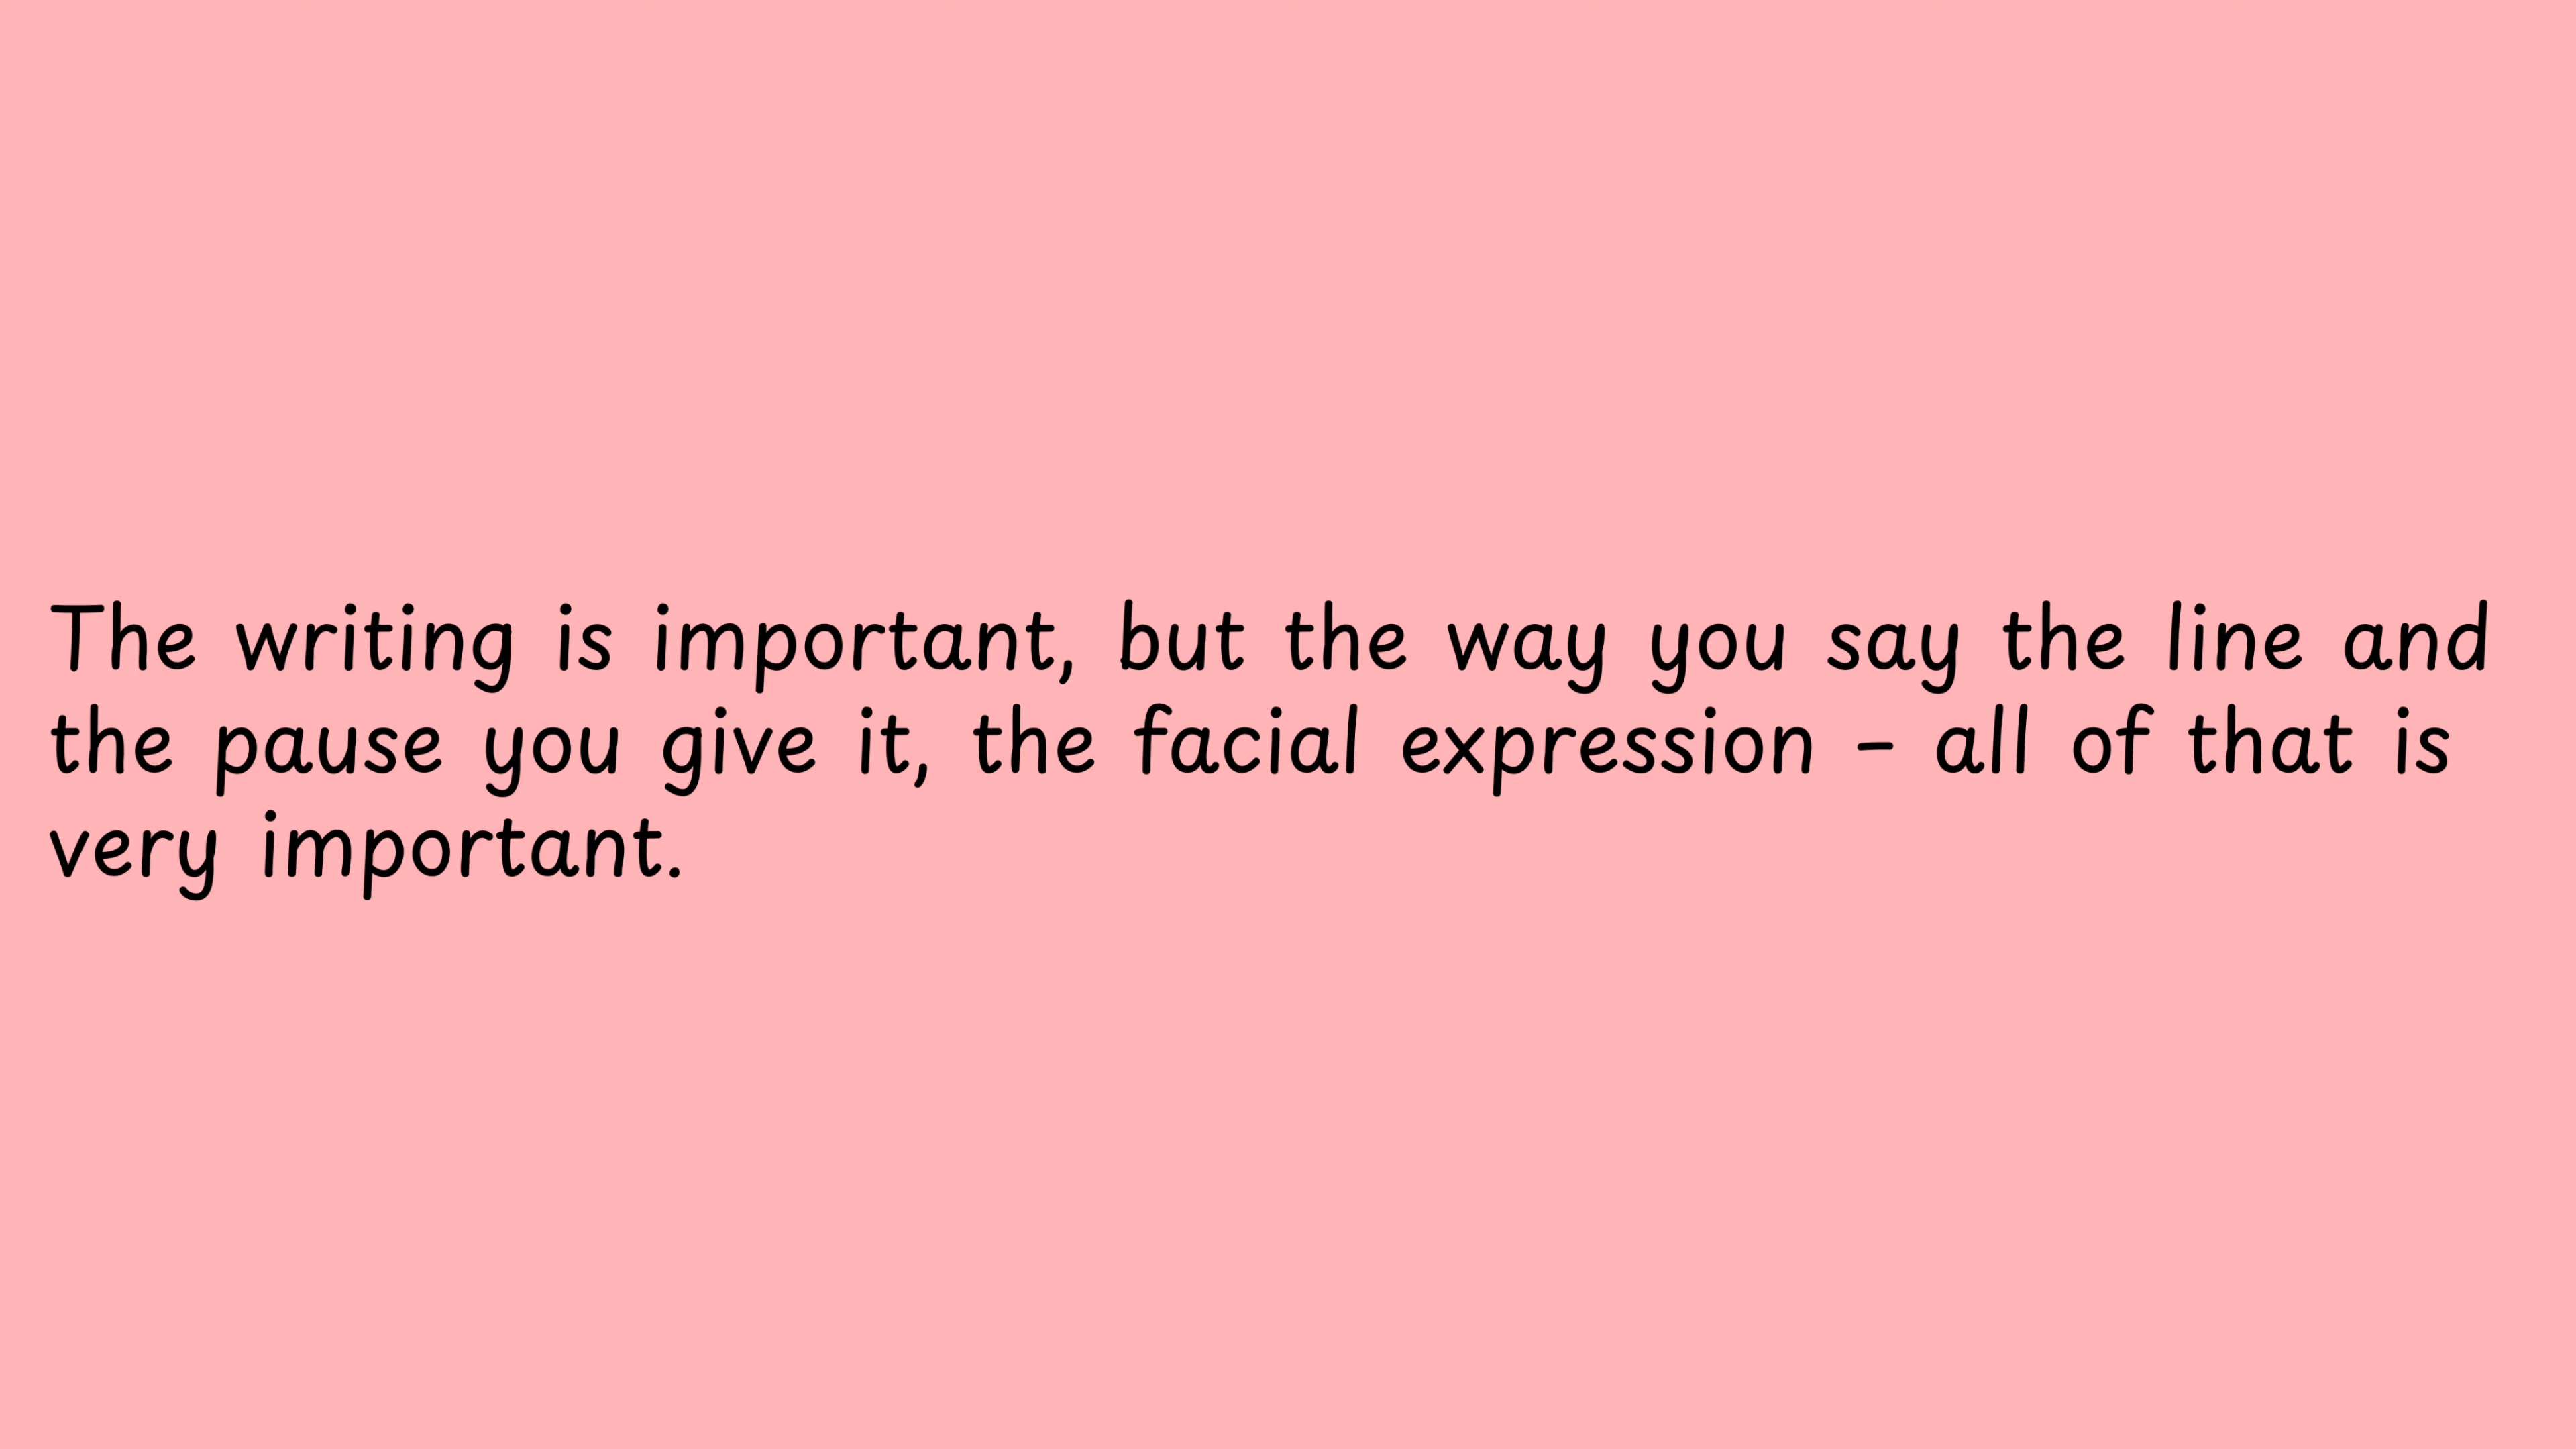 The writing is important, but the way you say the line and
the pause you give it, the facial expression – all of that is
very important.